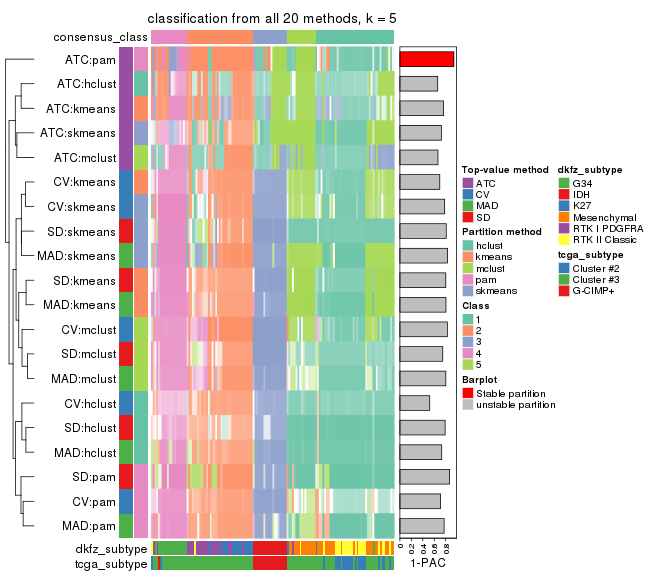 classification from all 20 methods, k = 5
consensus_class
ATC:pam
ATC:hclust
ATC:kmeans
ATC:skmeans
ATC:mclust
CV:kmeans
CV:skmeans
SD:skmeans
MAD:skmeans
SD:kmeans
MAD:kmeans
CV:mclust
SD:mclust
MAD:mclust
CV:hclust
SD:hclust
MAD:hclust
SD:pam
CV:pam
MAD:pam
dkfz_subtype
tcga_subtype
0 0.2 0.4 0.6 0.8
1-PAC
Top-value method
ATC
CV
MAD
SD
Partition method
hclust
kmeans
mclust
pam
skmeans
Class
1
2
3
4
5
Barplot
Stable partition
unstable partition
dkfz_subtype
G34
IDH
K27
Mesenchymal
RTK I PDGFRA
RTK II Classic
tcga_subtype
Cluster #2
Cluster #3
G-CIMP+